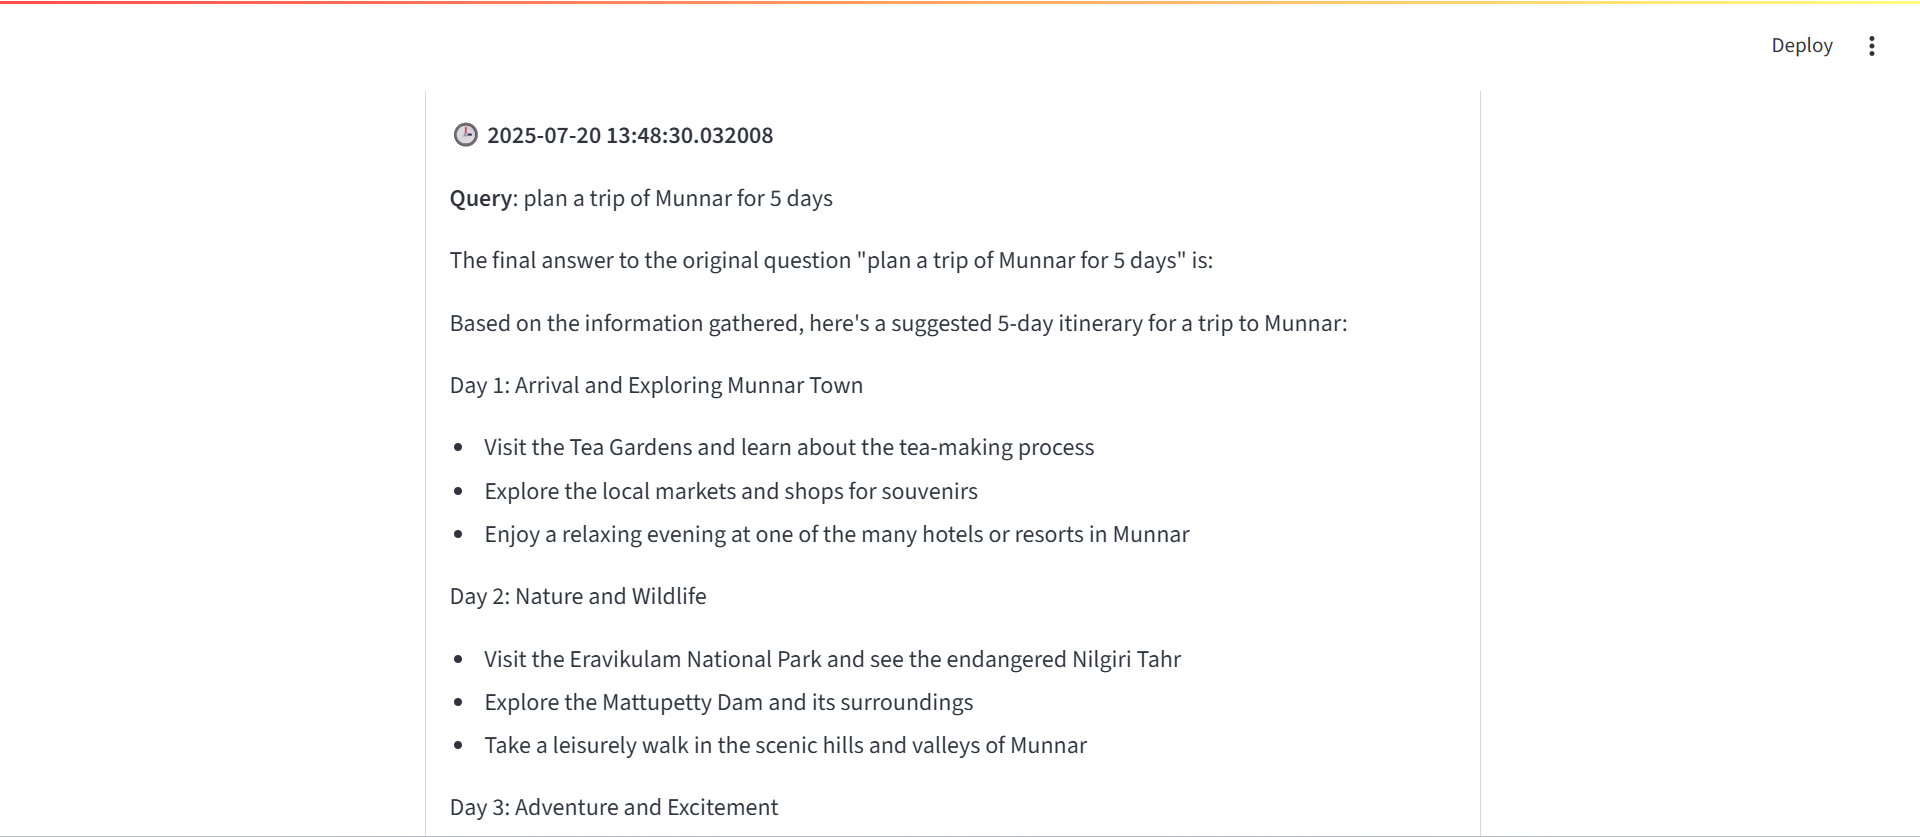 Deploy
2025-07-20 13:48:30.032008
Query: plan a trip of Munnar for 5 days
The final answer to the original question "plan a trip of Munnar for 5 days" is:
Based on the information gathered, here's a suggested 5-day itinerary for a trip to Munnar:
Day 1: Arrival and Exploring Munnar Town
• Visit the Tea Gardens and learn about the tea-making process
• Explore the local markets and shops for souvenirs
• Enjoy a relaxing evening at one of the many hotels or resorts in Munnar
Day 2: Nature and Wildlife
• Visit the Eravikulam National Park and see the endangered Nilgiri Tahr
• Explore the Mattupetty Dam and its surroundings
• Take a leisurely walk in the scenic hills and valleys of Munnar
Day 3: Adventure and Excitement